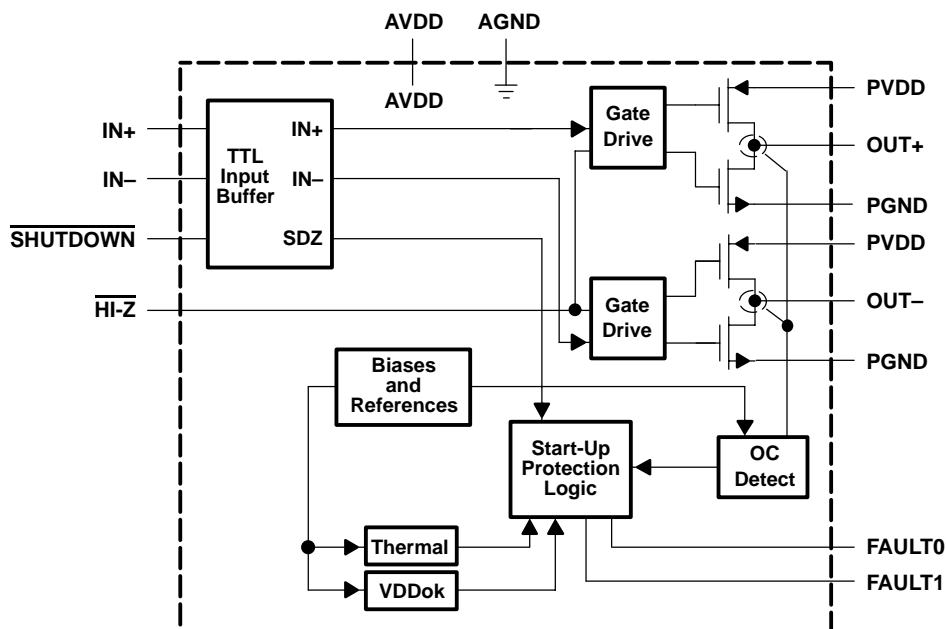 AVDD
AGND
AVDD
IN+
IN–
SHUTDOWN
HI-Z
TTL
Input
Buffer
IN+
IN–
SDZ
Gate
Drive
PVDD
OUT+
PGND
PVDD
Gate
Drive
OUT–
PGND
Biases
and
References
Start-Up
Protection
Logic
OC
Detect
Thermal
VDDok
FAULT0
FAULT1